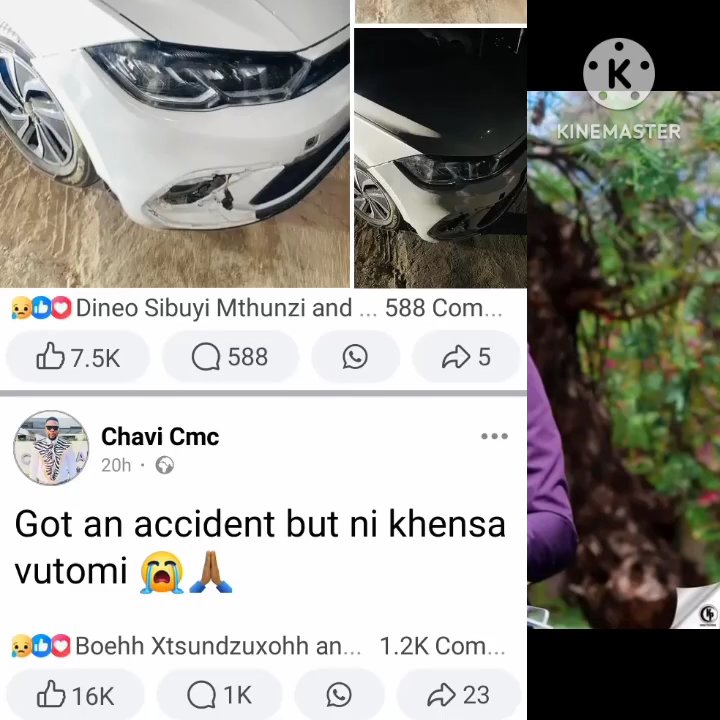 K
KINEMASTER
Dineo Sibuyi Mthunzi and ... 588 Com...
7.5K 588 5
Chavi Cmc
20h ·
Got an accident but ni khensa
vutomi 😭🙏🏾
Boehh Xtsundzuxohh an... 1.2K Com...
16K 1K 23